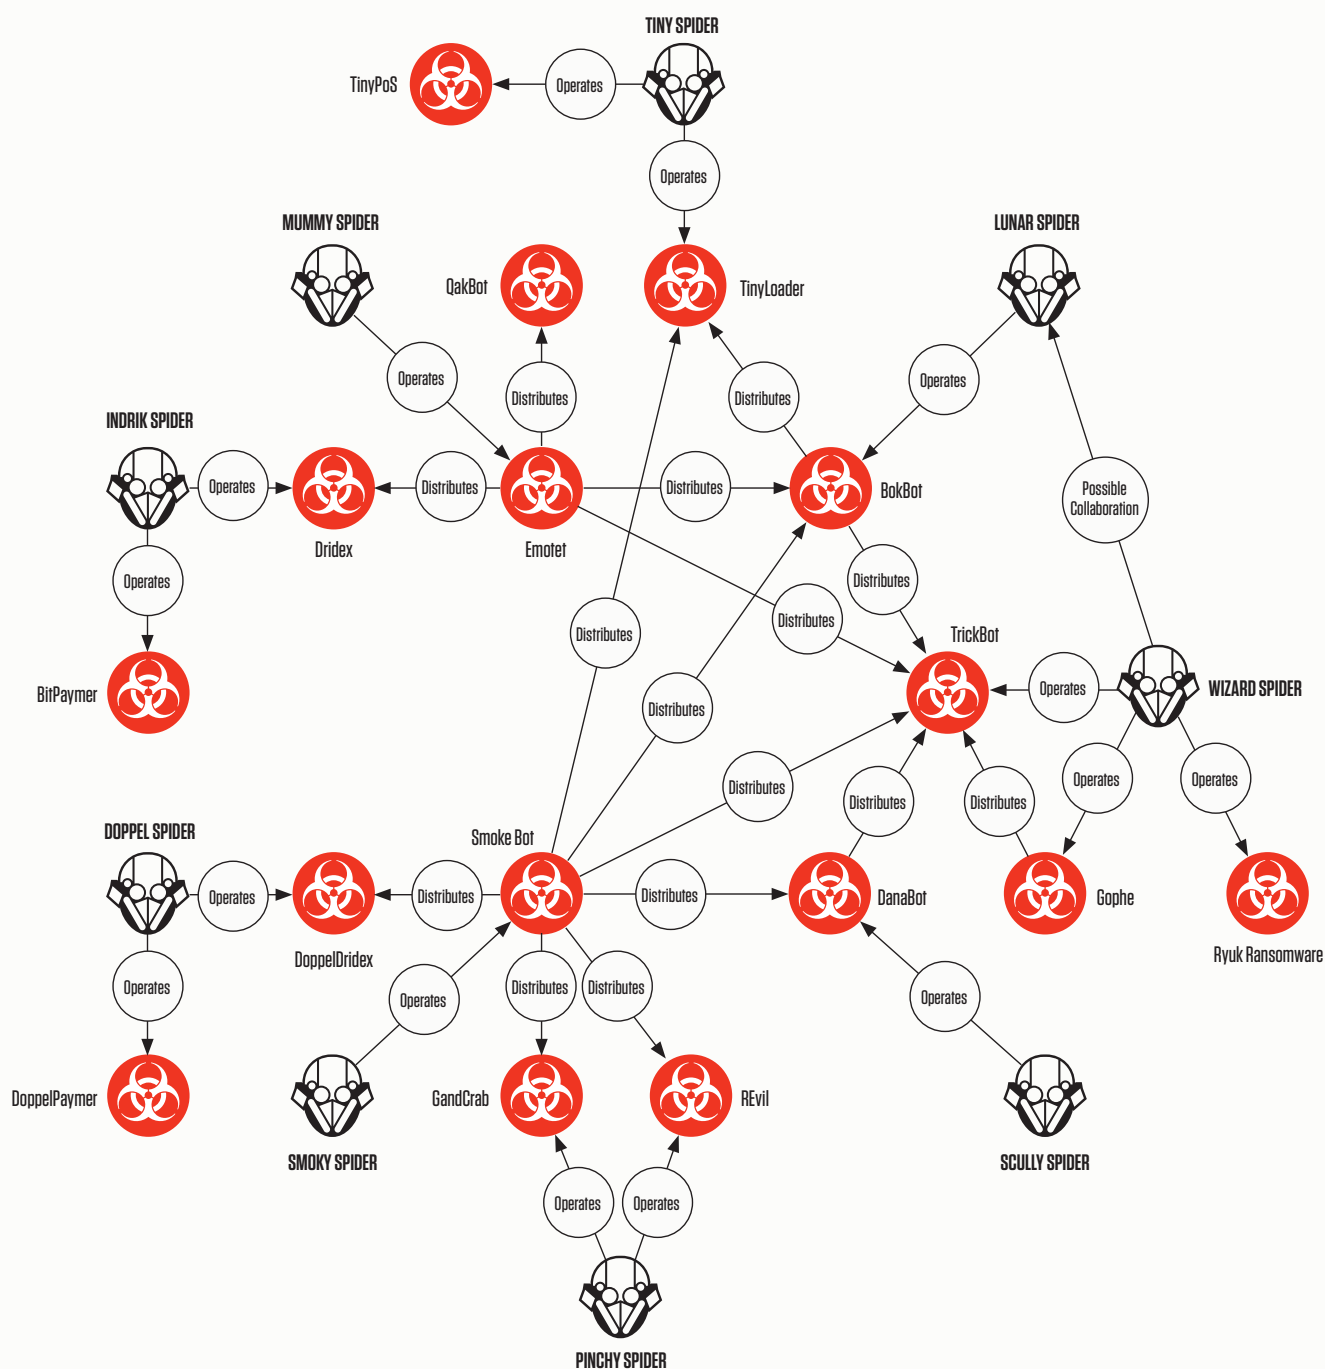 TINY SPIDER
TinyPoS
Operates
Operates
MUMMY SPIDER
LUNAR SPIDER
QakBot
TinyLoader
Operates
Distributes
Distributes
Operates
INDRIK SPIDER
Operates
Distributes
Distributes
BokBot
Possible
Collaboration
Dridex
Emotet
Operates
Distributes
Distributes
Distributes
TrickBot
BitPaymer
Distributes
Operates
WIZARD SPIDER
Distributes
Distributes
Distributes
Operates
Operates
DOPPEL SPIDER
Smoke Bot
Operates
Distributes
Distributes
DanaBot
Gophe
DoppelDridex
Ryuk Ransomware
Operates
Operates
Distributes
Distributes
Operates
DoppelPaymer
GandCrab
REvil
SMOKY SPIDER
SCULLY SPIDER
Operates
Operates
PINCHY SPIDER